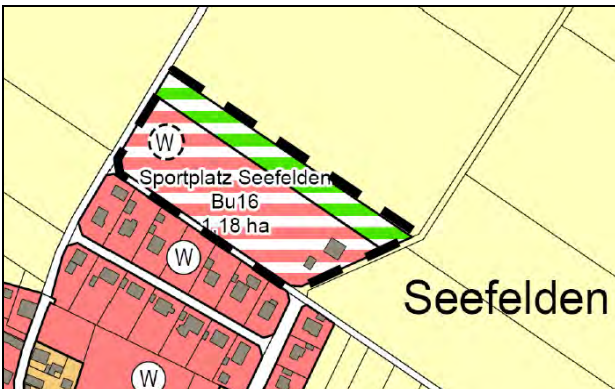 W
Sportplatz Seefelden
Bu16
1,18 ha
W
Seefelden
W